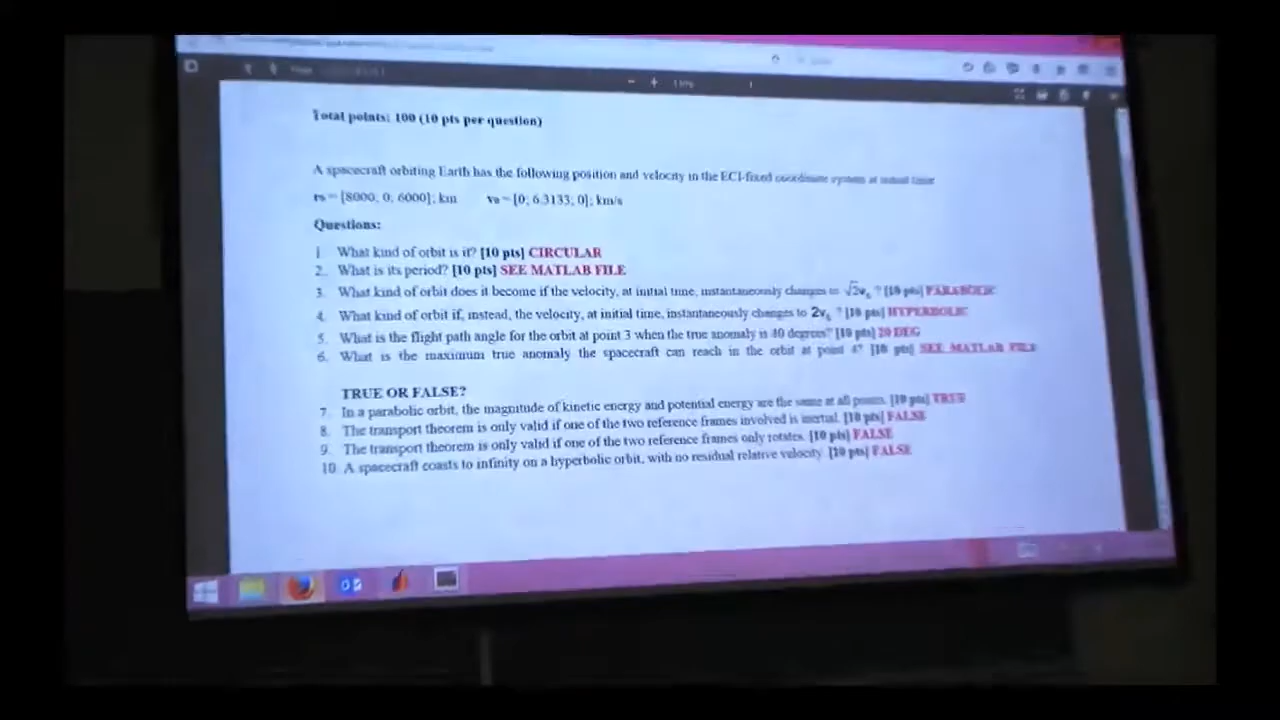 Total points: 100 (10 pts per question)
A spacecraft orbiting Earth has the following position and velocity in the ECI-fixed coordinate system at initial time:
r₀ = [8000; 0; 6000]; km v₀ = [0; 6.3133; 0]; km/s
Questions:
1. What kind of orbit is it? [10 pts] CIRCULAR
2. What is its period? [10 pts] SEE MATLAB FILE
3. What kind of orbit does it become if the velocity, at initial time, instantaneously changes to √2v₀ ? [10 pts] PARABOLIC
4. What kind of orbit if, instead, the velocity, at initial time, instantaneously changes to 2v₀ ? [10 pts] HYPERBOLIC
5. What is the flight path angle for the orbit at point 3 when the true anomaly is 40 degrees? [10 pts] 20 DEG
6. What is the maximum true anomaly the spacecraft can reach in the orbit at point 4? [10 pts] SEE MATLAB FILE
TRUE OR FALSE?
7. In a parabolic orbit, the magnitude of kinetic energy and potential energy are the same at all points. [10 pts] TRUE
8. The transport theorem is only valid if one of the two reference frames involved is inertial. [10 pts] FALSE
9. The transport theorem is only valid if one of the two reference frames only rotates. [10 pts] FALSE
10. A spacecraft coasts to infinity on a hyperbolic orbit, with no residual relative velocity. [10 pts] FALSE